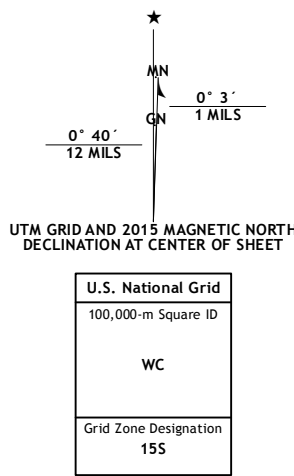 ★
MN
0° 3´
1 MILS
GN
0° 40´
12 MILS
UTM GRID AND 2015 MAGNETIC NORTH
DECLINATION AT CENTER OF SHEET
U.S. National Grid
100,000-m Square ID
WC
Grid Zone Designation
15S